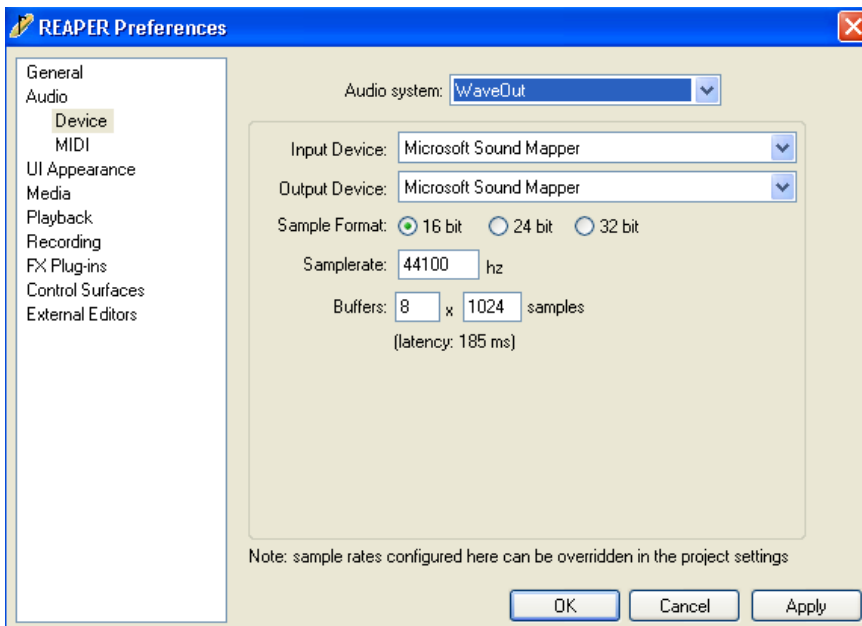 REAPER Preferences
General
Audio
Device
MIDI
UI Appearance
Media
Playback
Recording
FX Plug-ins
Control Surfaces
External Editors
Audio system: WaveOut
Input Device: Microsoft Sound Mapper
Output Device: Microsoft Sound Mapper
Sample Format: 16 bit 24 bit 32 bit
Samplerate: 44100 hz
Buffers: 8 x 1024 samples
(latency: 185 ms)
Note: sample rates configured here can be overridden in the project settings
OK Cancel Apply